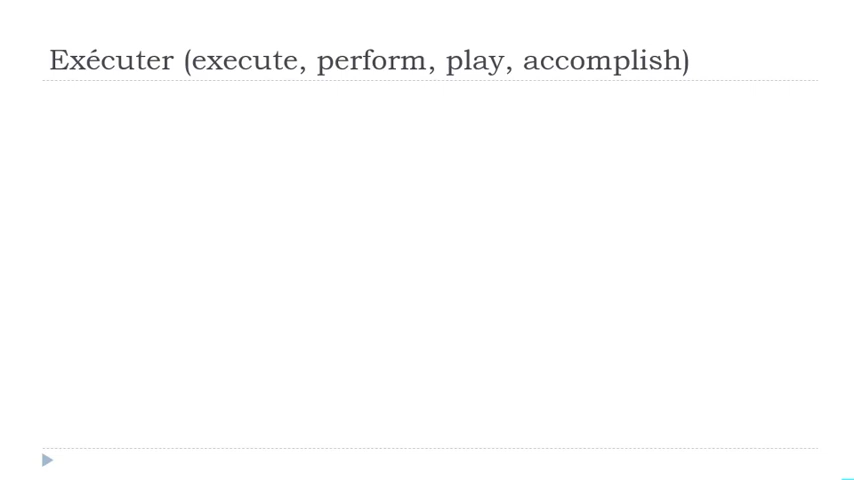 Exécuter (execute, perform, play, accomplish)